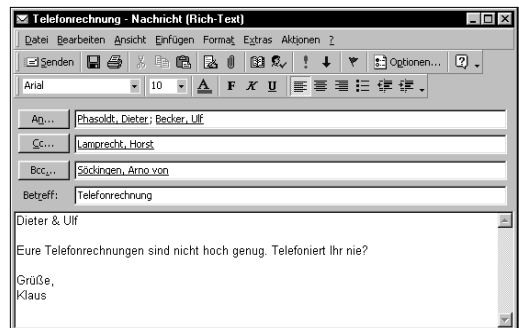 Telefonrechnung - Nachricht (Rich-Text)
Datei Bearbeiten Ansicht Einfügen Format Extras Aktionen ?
Senden Optionen...
Arial 10 A F K U
An... Phasoldt, Dieter; Becker, Ulf
Cc... Lamprecht, Horst
Bcc... Söckingen, Arno von
Betreff: Telefonrechnung
Dieter & Ulf
Eure Telefonrechnungen sind nicht hoch genug. Telefoniert Ihr nie?
Grüße,
Klaus